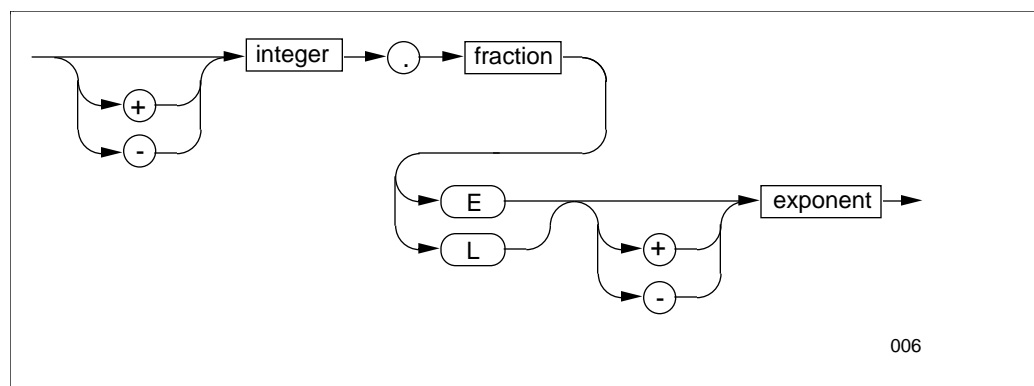 integer . fraction
+
-
E exponent
L +
-
006